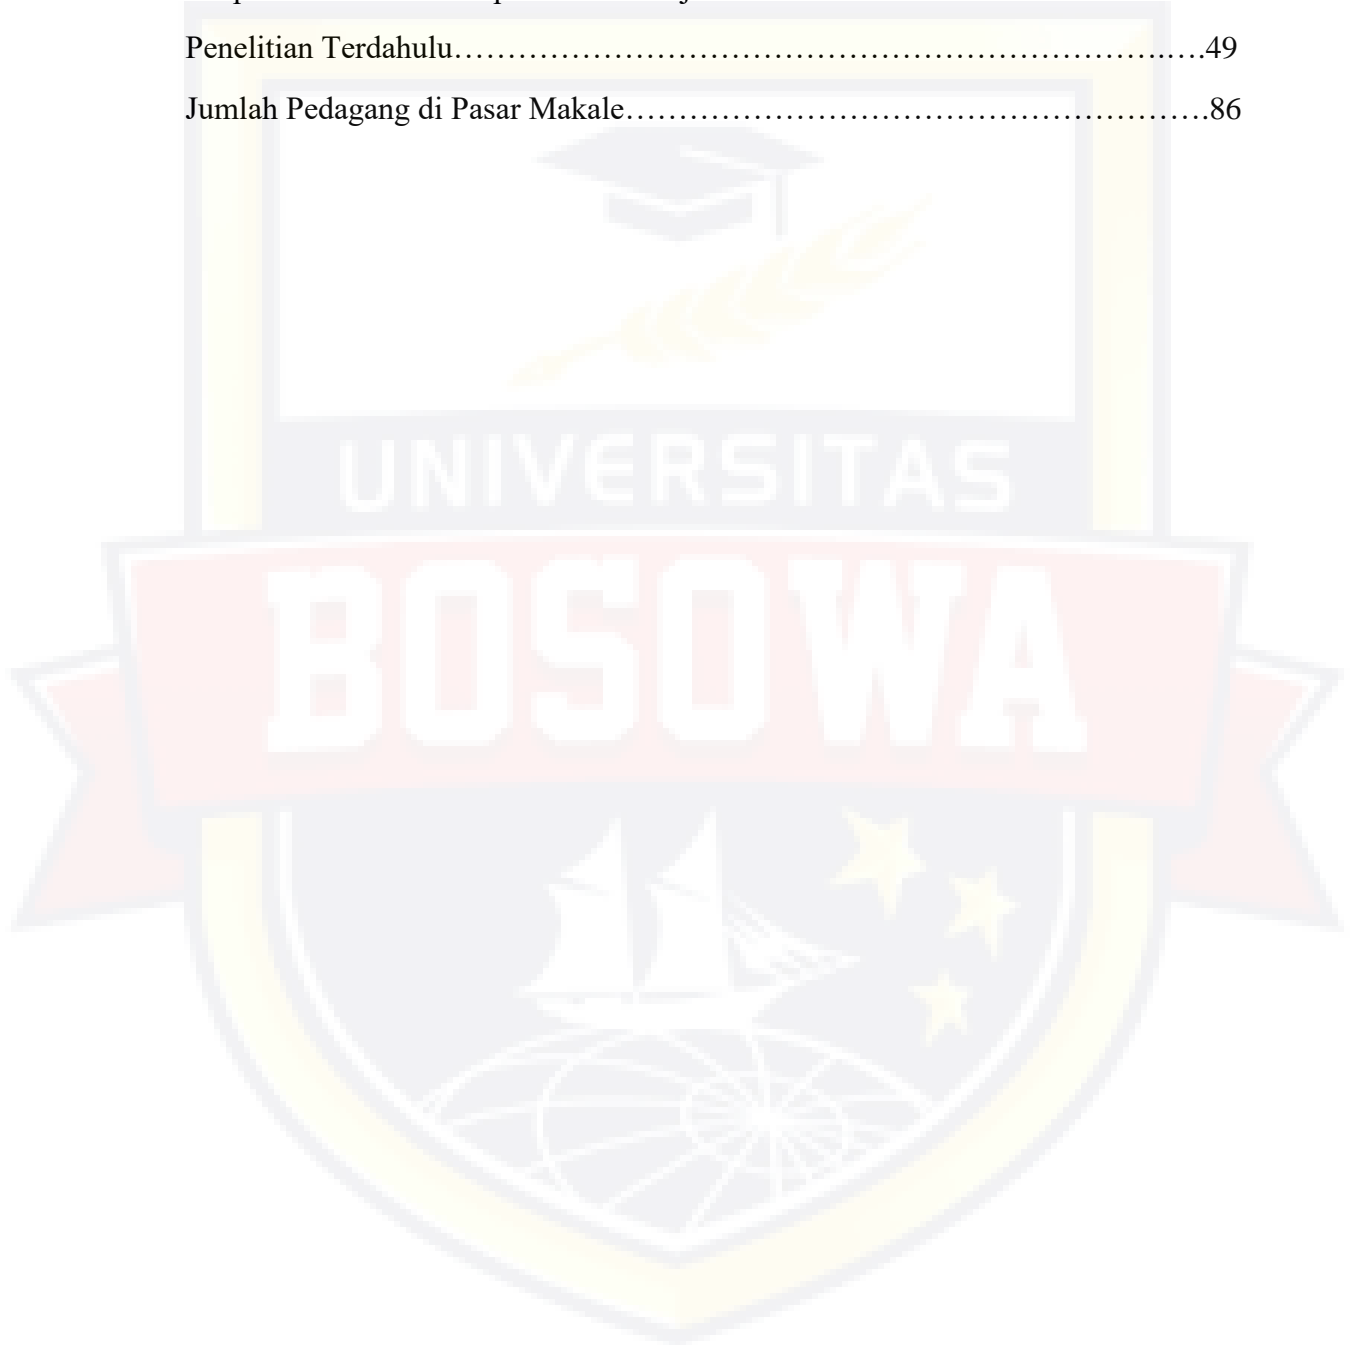 Penelitian Terdahulu…………………………………………………………………….….49
Jumlah Pedagang di Pasar Makale……………………………………………….86
UNIVERSITAS
BOSOWA